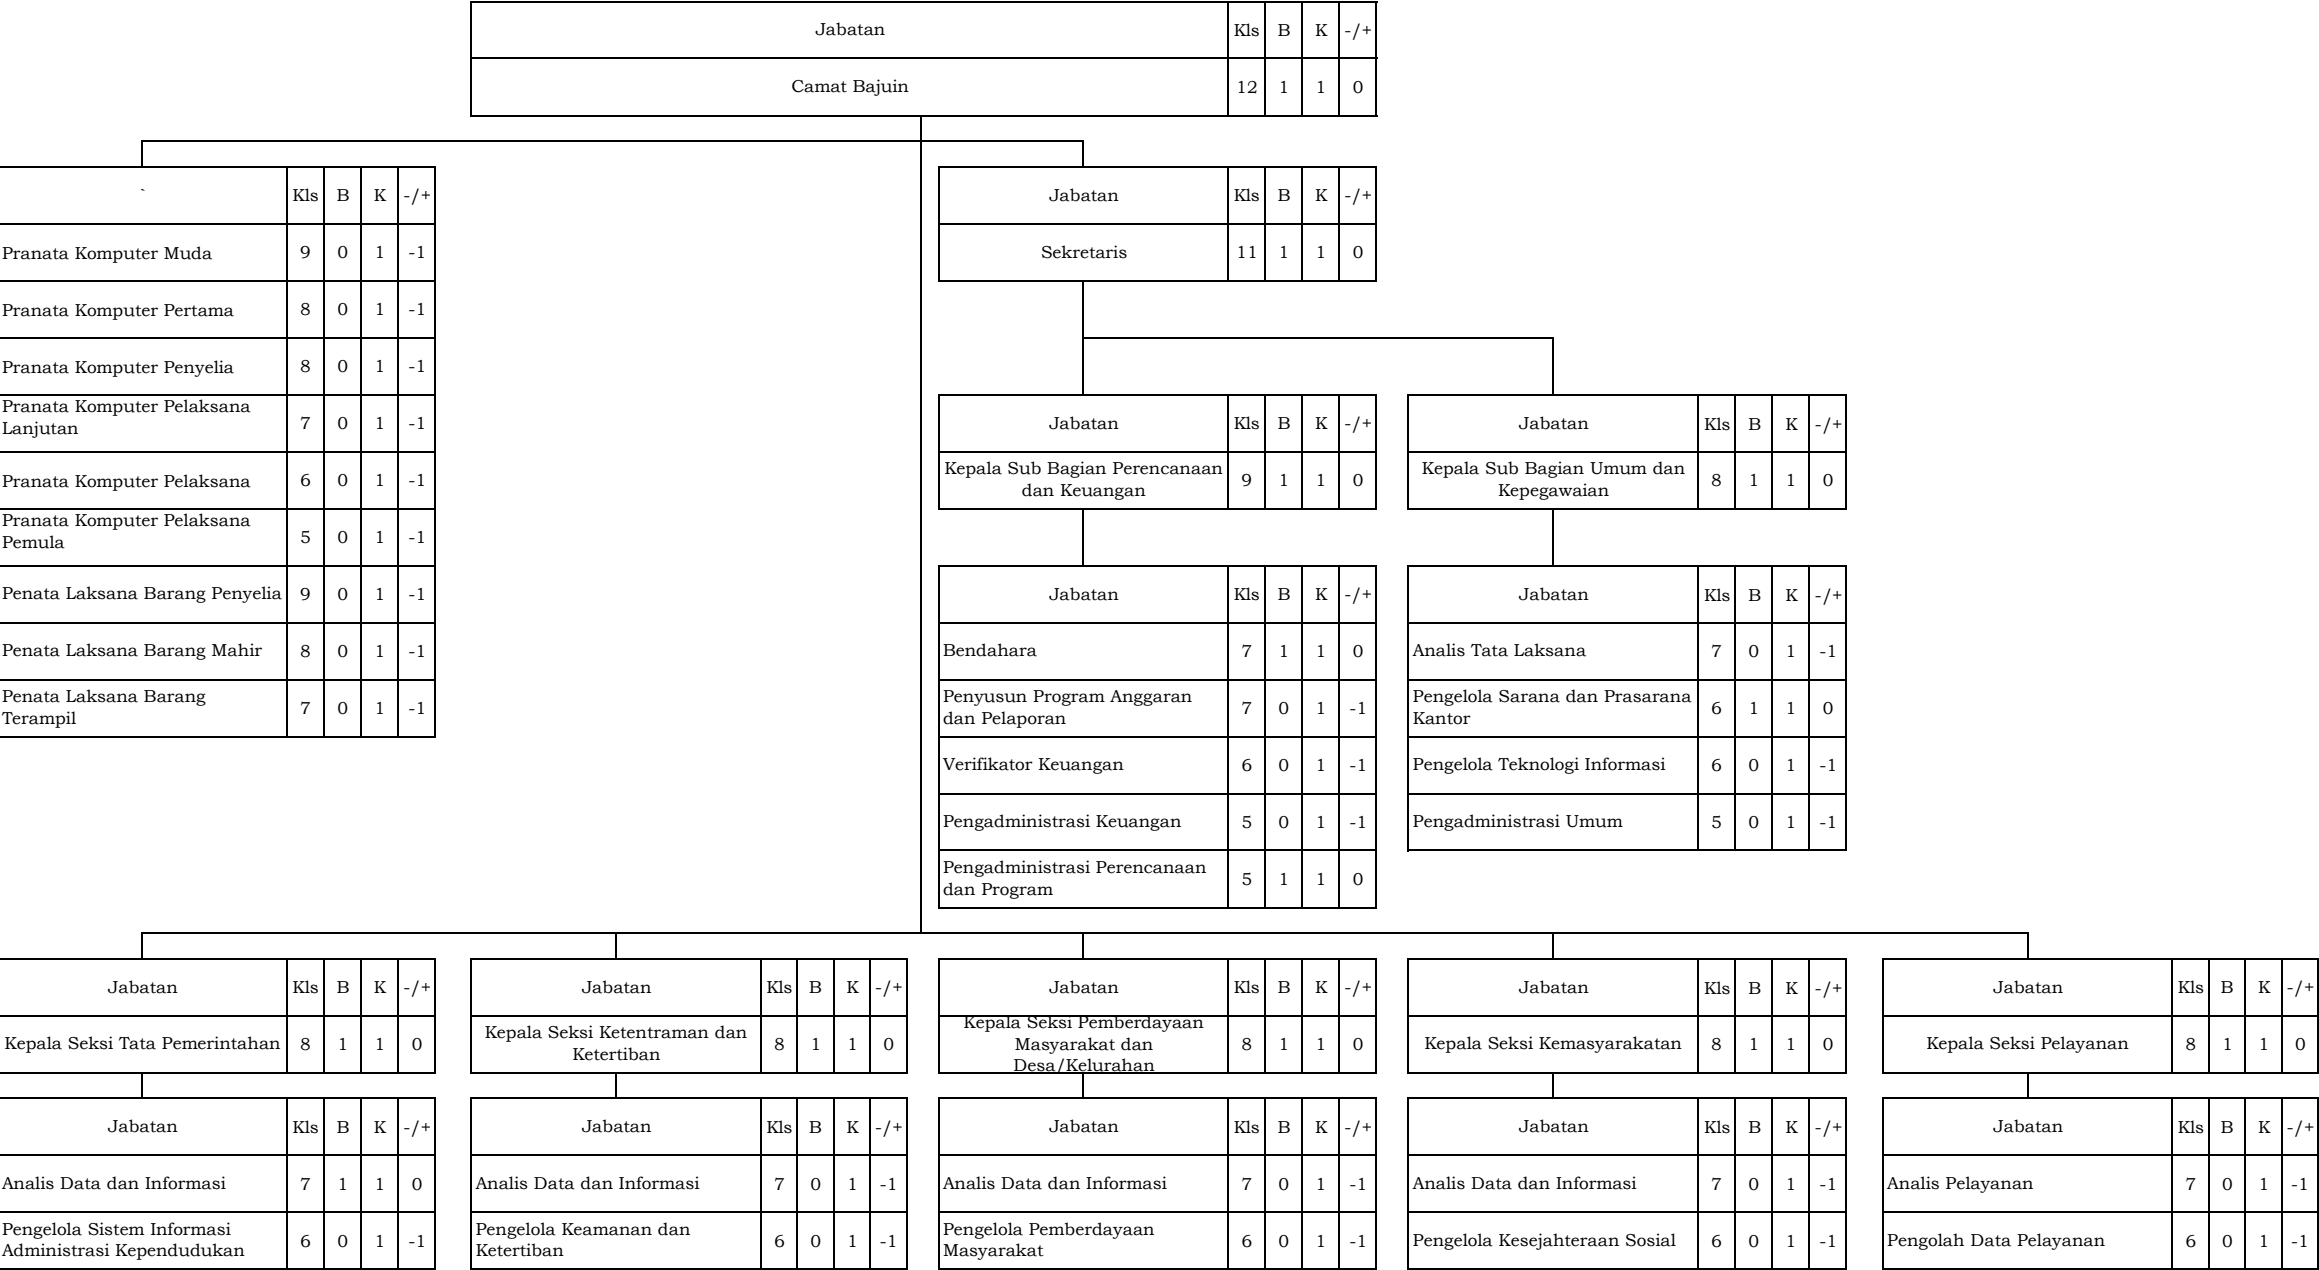 Jabatan Kls B K -/+
Camat Bajuin 12 1 1 0
` Kls B K -/+
Pranata Komputer Muda 9 0 1 -1
Pranata Komputer Pertama 8 0 1 -1
Pranata Komputer Penyelia 8 0 1 -1
Pranata Komputer Pelaksana
Lanjutan 7 0 1 -1
Pranata Komputer Pelaksana 6 0 1 -1
Pranata Komputer Pelaksana
Pemula 5 0 1 -1
Penata Laksana Barang Penyelia 9 0 1 -1
Penata Laksana Barang Mahir 8 0 1 -1
Penata Laksana Barang
Terampil 7 0 1 -1
Jabatan Kls B K -/+
Sekretaris 11 1 1 0
Jabatan Kls B K -/+
Kepala Sub Bagian Perencanaan
dan Keuangan 9 1 1 0
Jabatan Kls B K -/+
Bendahara 7 1 1 0
Penyusun Program Anggaran
dan Pelaporan 7 0 1 -1
Verifikator Keuangan 6 0 1 -1
Pengadministrasi Keuangan 5 0 1 -1
Pengadministrasi Perencanaan
dan Program 5 1 1 0
Jabatan Kls B K -/+
Kepala Sub Bagian Umum dan
Kepegawaian 8 1 1 0
Jabatan Kls B K -/+
Analis Tata Laksana 7 0 1 -1
Pengelola Sarana dan Prasarana
Kantor 6 1 1 0
Pengelola Teknologi Informasi 6 0 1 -1
Pengadministrasi Umum 5 0 1 -1
Jabatan Kls B K -/+
Kepala Seksi Tata Pemerintahan 8 1 1 0
Jabatan Kls B K -/+
Analis Data dan Informasi 7 1 1 0
Pengelola Sistem Informasi
Administrasi Kependudukan 6 0 1 -1
Jabatan Kls B K -/+
Kepala Seksi Ketentraman dan
Ketertiban 8 1 1 0
Jabatan Kls B K -/+
Analis Data dan Informasi 7 0 1 -1
Pengelola Keamanan dan
Ketertiban 6 0 1 -1
Jabatan Kls B K -/+
Kepala Seksi Pemberdayaan
Masyarakat dan
Desa/Kelurahan 8 1 1 0
Jabatan Kls B K -/+
Analis Data dan Informasi 7 0 1 -1
Pengelola Pemberdayaan
Masyarakat 6 0 1 -1
Jabatan Kls B K -/+
Kepala Seksi Kemasyarakatan 8 1 1 0
Jabatan Kls B K -/+
Analis Data dan Informasi 7 0 1 -1
Pengelola Kesejahteraan Sosial 6 0 1 -1
Jabatan Kls B K -/+
Kepala Seksi Pelayanan 8 1 1 0
Jabatan Kls B K -/+
Analis Pelayanan 7 0 1 -1
Pengolah Data Pelayanan 6 0 1 -1